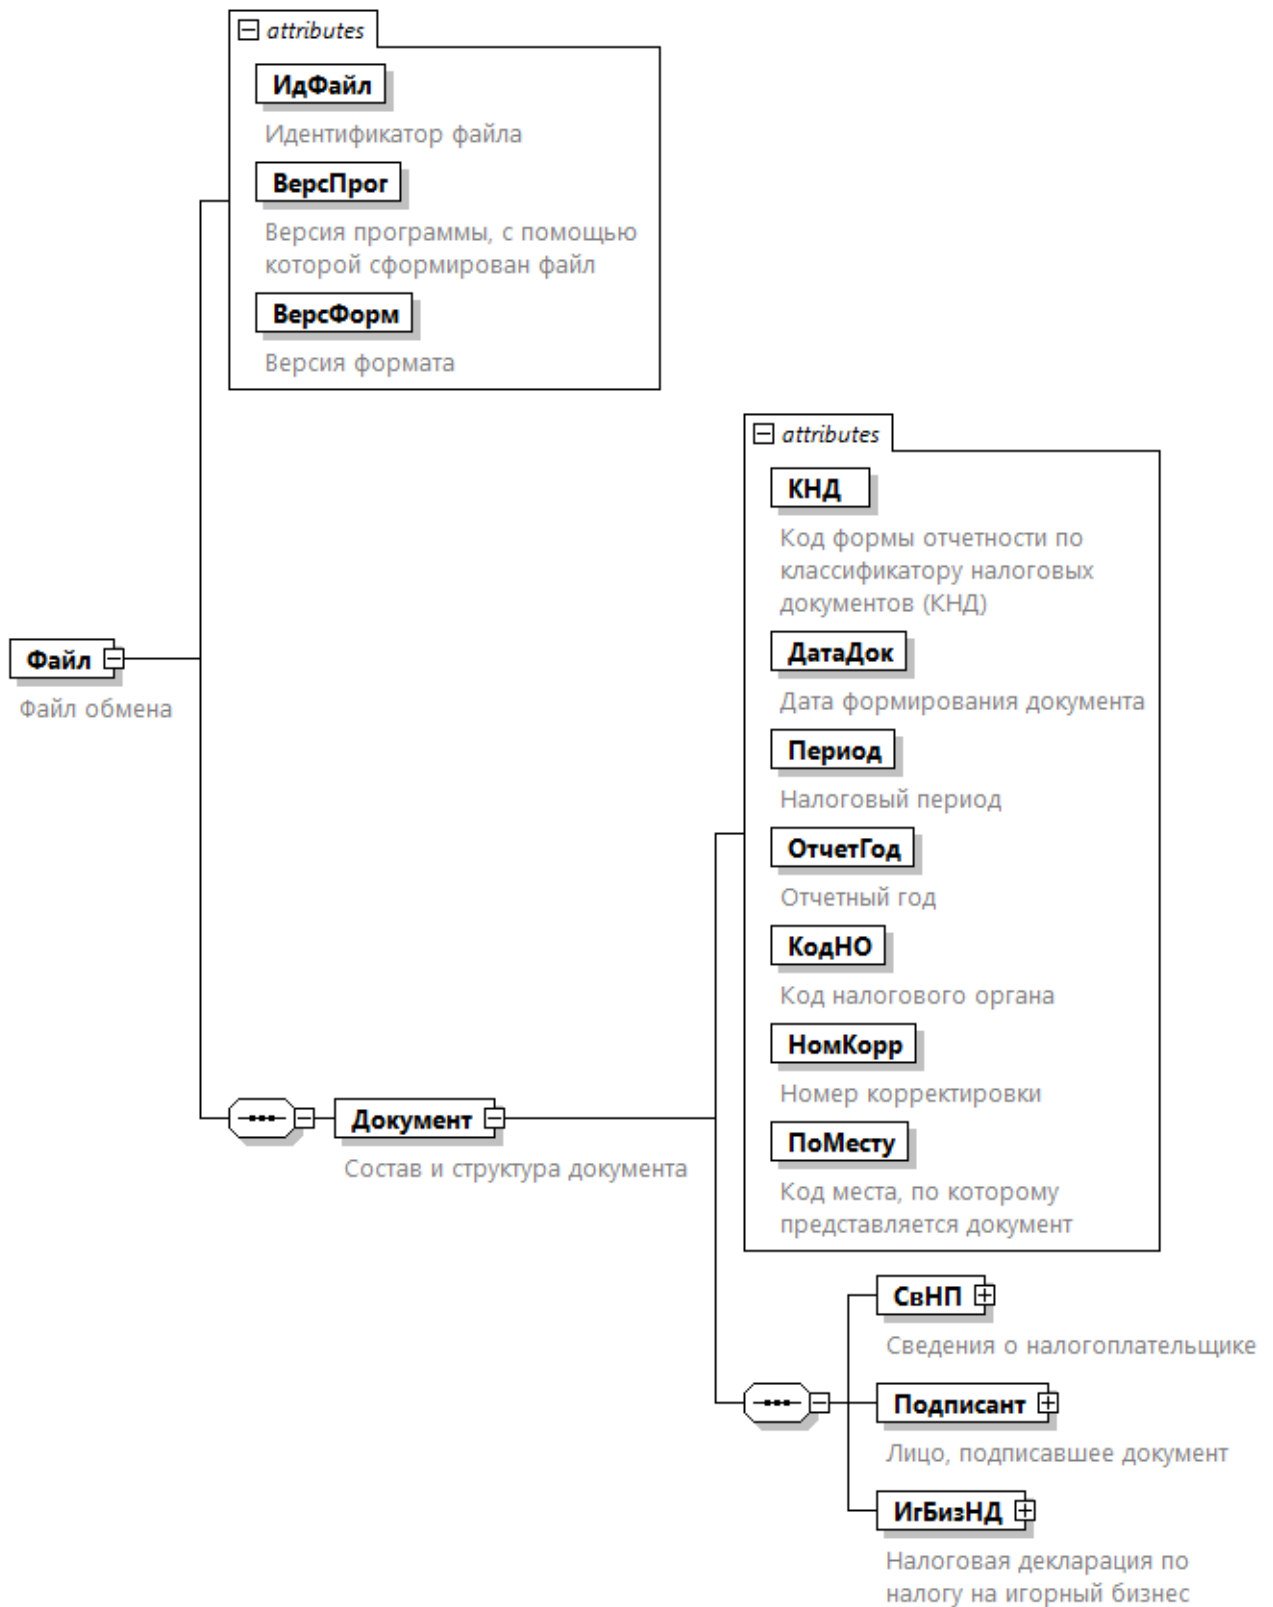 attributes
ИдФайл
Идентификатор файла
ВерсПрог
Версия программы, с помощью
которой сформирован файл
ВерсФорм
Версия формата
attributes
КНД
Код формы отчетности по
классификатору налоговых
документов (КНД)
ДатаДок
Дата формирования документа
Период
Налоговый период
ОтчетГод
Отчетный год
КодНО
Код налогового органа
НомКорр
Номер корректировки
ПоМесту
Код места, по которому
представляется документ
Файл
Файл обмена
Документ
Состав и структура документа
СвНП
Сведения о налогоплательщике
Подписант
Лицо, подписавшее документ
ИгБизНД
Налоговая декларация по
налогу на игорный бизнес